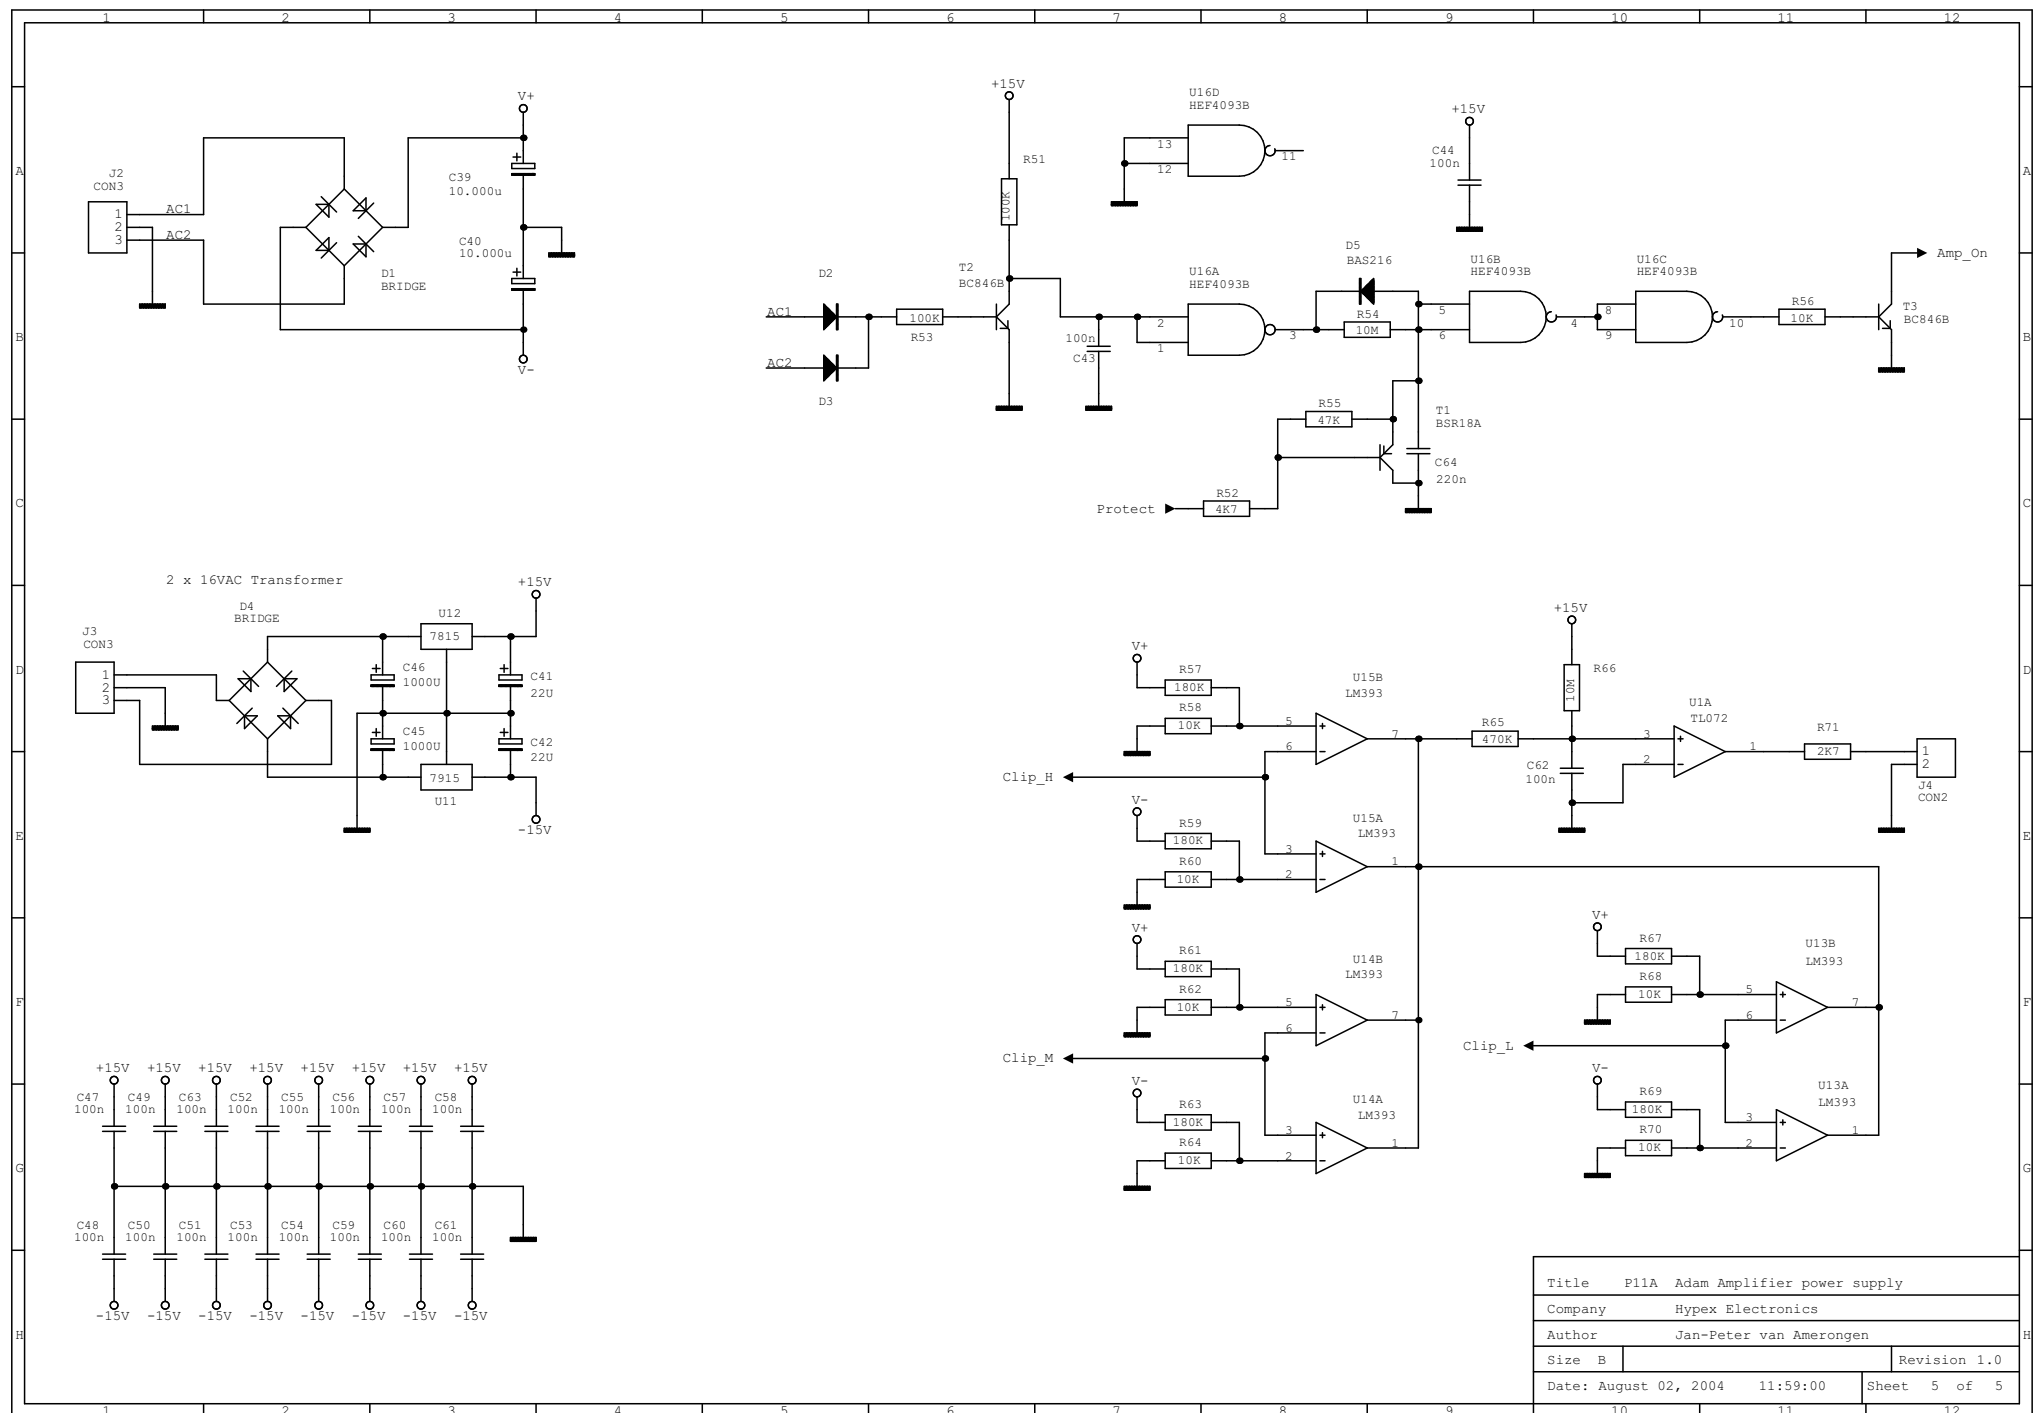 1 2 3 4 5 6 7 8 9 10 11 12
A
B
C
D
E
F
G
H
V+
J2
CON3
1
2
3
AC1
AC2
D1
BRIDGE
C39
10.000u
C40
10.000u
V-
+15V
R51
100K
T2
BC846B
D2
AC1
AC2
D3
100K
R53
100n
C43
U16D
HEF4093B
13
12
11
U16A
HEF4093B
2
1
3
D5
BAS216
R54
10M
+15V
C44
100n
U16B
HEF4093B
5
6
4
U16C
HEF4093B
8
9
10
R56
10K
T3
BC846B
Amp_On
R55
47K
T1
BSR18A
C64
220n
Protect
R52
4K7
2 x 16VAC Transformer
D4
BRIDGE
J3
CON3
1
2
3
+15V
U12
7815
C46
1000U
C41
22U
C45
1000U
C42
22U
7915
U11
-15V
V+
R57
180K
R58
10K
U15B
LM393
5
6
7
Clip_H
V-
R59
180K
R60
10K
U15A
LM393
3
2
1
+15V
R66
10M
R65
470K
C62
100n
U1A
TL072
3
2
1
R71
2K7
1
2
J4
CON2
V+
R61
180K
R62
10K
U14B
LM393
5
6
7
Clip_M
V-
R63
180K
R64
10K
U14A
LM393
3
2
1
V+
R67
180K
R68
10K
U13B
LM393
5
6
7
Clip_L
V-
R69
180K
R70
10K
U13A
LM393
3
2
1
+15V +15V +15V +15V +15V +15V +15V +15V
C47 C49 C63 C52 C55 C56 C57 C58
100n 100n 100n 100n 100n 100n 100n 100n
C48 C50 C51 C53 C54 C59 C60 C61
100n 100n 100n 100n 100n 100n 100n 100n
-15V -15V -15V -15V -15V -15V -15V -15V
Title P11A Adam Amplifier power supply
Company Hypex Electronics
Author Jan-Peter van Amerongen
Size B Revision 1.0
Date: August 02, 2004 11:59:00 Sheet 5 of 5
A
B
C
D
E
F
G
H
1 2 3 4 5 6 7 8 9 10 11 12